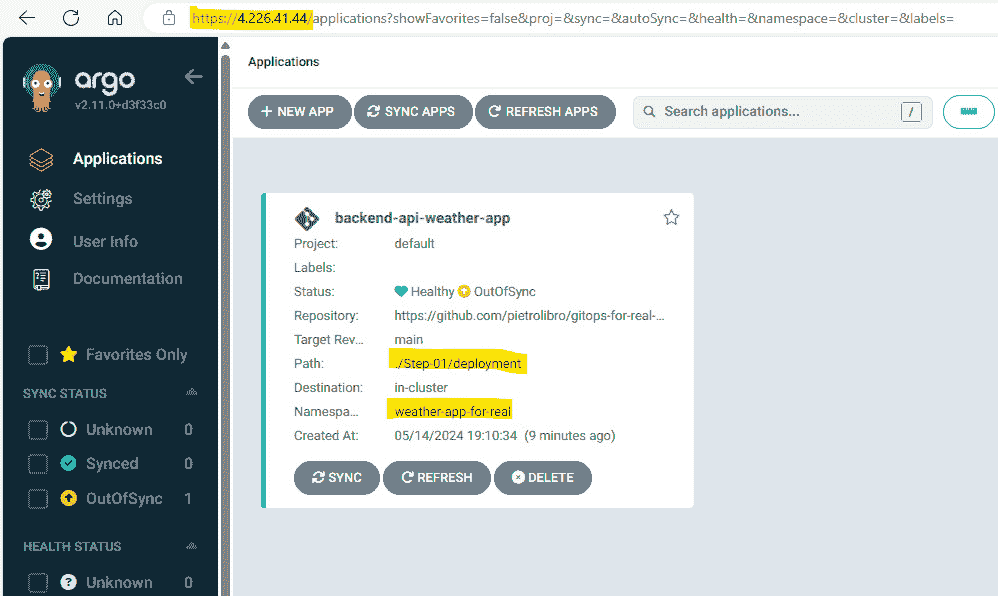 https://4.226.41.44/applications?showFavorites=false&proj=&sync=&autoSync=&health=&namespace=&cluster=&labels=
argo
v2.11.0+d3f33c0
Applications
Settings
User Info
Documentation
Favorites Only
SYNC STATUS
Unknown 0
Synced 0
OutOfSync 1
HEALTH STATUS
Unknown 0
Applications
+ NEW APP
SYNC APPS
REFRESH APPS
Search applications...
/
backend-api-weather-app
Project: default
Labels:
Status: Healthy OutOfSync
Repository: https://github.com/pietrolibro/gitops-for-real-...
Target Rev... main
Path: ./Step-01/deployment
Destination: in-cluster
Namespa... weather-app-for-real
Created At: 05/14/2024 19:10:34 (9 minutes ago)
SYNC
REFRESH
DELETE